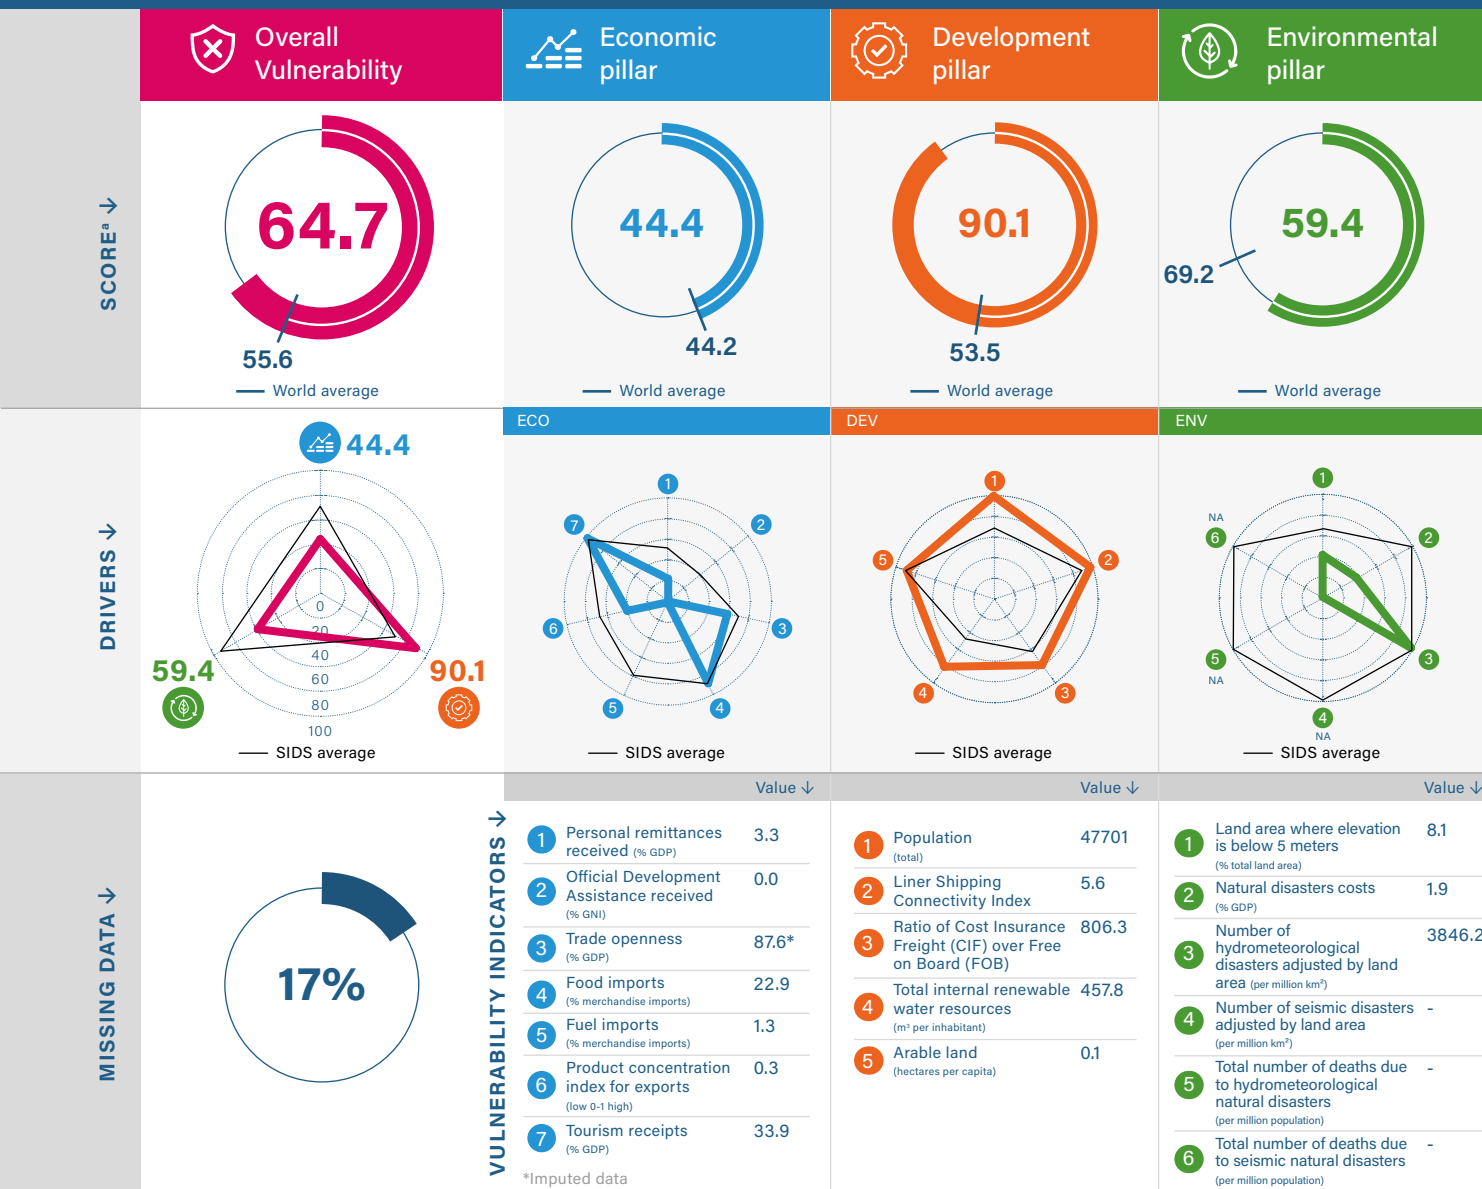 Overall
Vulnerability
Economic
pillar
Development
pillar
Environmental
pillar
SCOREª →
64.7
55.6
World average
44.4
44.2
World average
90.1
53.5
World average
59.4
69.2
World average
DRIVERS →
44.4
59.4
90.1
0
20
40
60
80
100
SIDS average
ECO
1
2
3
4
5
6
7
SIDS average
DEV
1
2
3
4
5
SIDS average
ENV
1
2
3
4
NA
5
NA
NA
6
SIDS average
MISSING DATA →
17%
VULNERABILITY INDICATORS →
Value ↓
1 Personal remittances 3.3
received (% GDP)
2 Official Development 0.0
Assistance received
(% GNI)
3 Trade openness 87.6*
(% GDP)
4 Food imports 22.9
(% merchandise imports)
5 Fuel imports 1.3
(% merchandise imports)
6 Product concentration 0.3
index for exports
(low 0-1 high)
7 Tourism receipts 33.9
(% GDP)
*Imputed data
Value ↓
1 Population 47701
(total)
2 Liner Shipping 5.6
Connectivity Index
3 Ratio of Cost Insurance 806.3
Freight (CIF) over Free
on Board (FOB)
4 Total internal renewable 457.8
water resources
(m³ per inhabitant)
5 Arable land 0.1
(hectares per capita)
Value ↓
1 Land area where elevation 8.1
is below 5 meters
(% total land area)
2 Natural disasters costs 1.9
(% GDP)
3 Number of 3846.2
hydrometeorological
disasters adjusted by land
area (per million km²)
4 Number of seismic disasters -
adjusted by land area
(per million km²)
5 Total number of deaths due -
to hydrometeorological
natural disasters
(per million population)
6 Total number of deaths due -
to seismic natural disasters
(per million population)